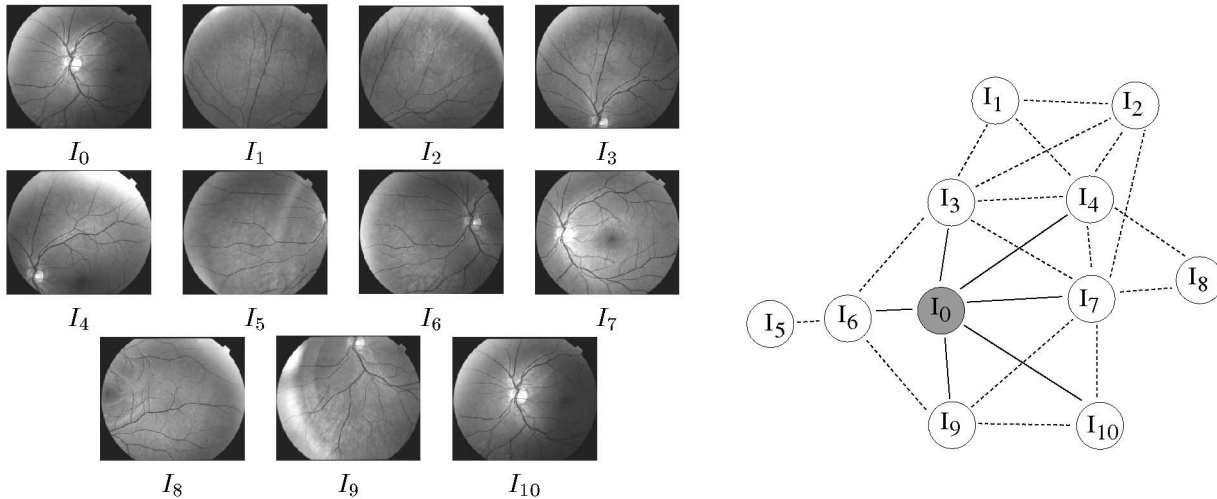 I0 I1 I2 I3
I4 I5 I6 I7
I8 I9 I10
I1 I2
I3 I4
I8
I7
I0
I6
I5
I9 I10